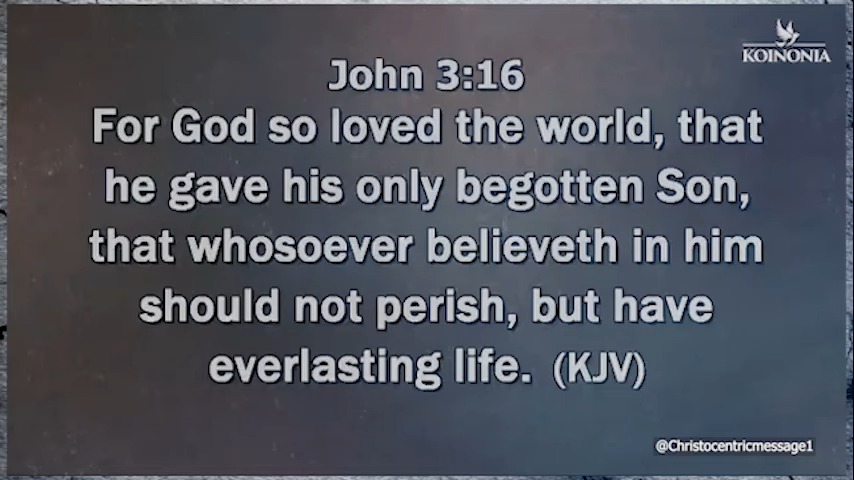 KOINONIA
John 3:16
For God so loved the world, that
he gave his only begotten Son,
that whosoever believeth in him
should not perish, but have
everlasting life. (KJV)
@Christocentricmessage1